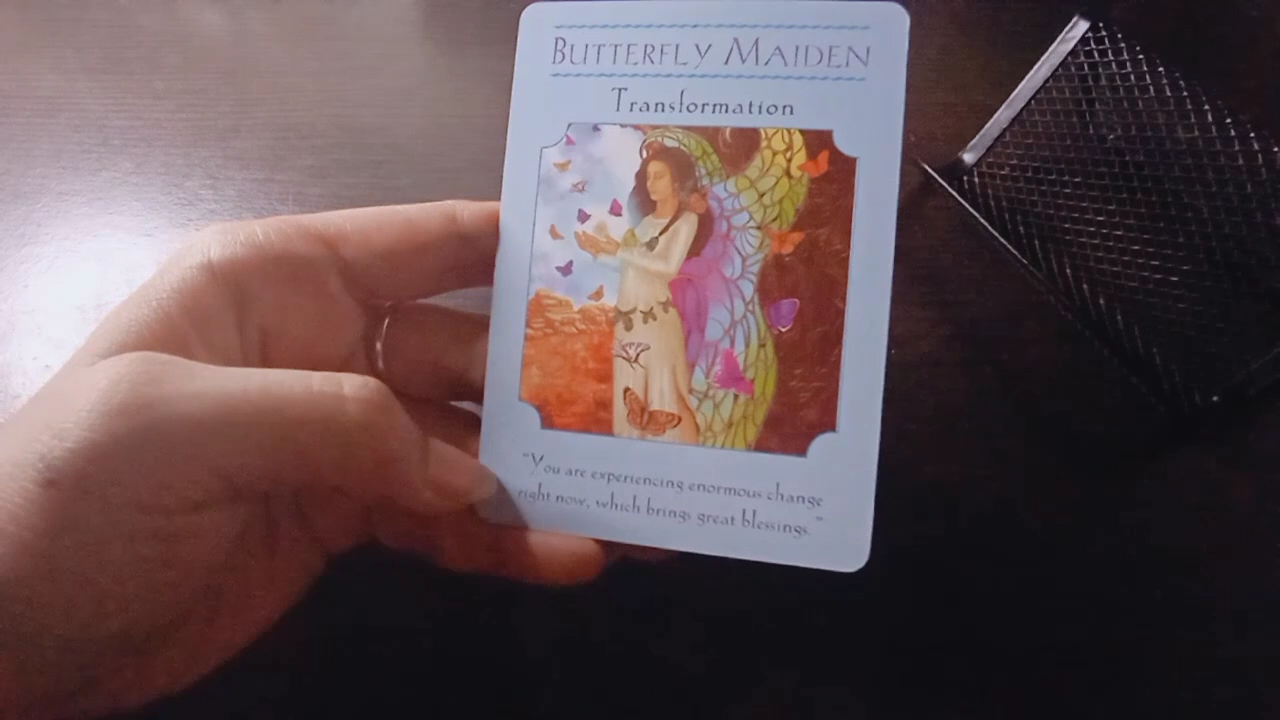 BUTTERFLY MAIDEN
Transformation
"You are experiencing enormous change
right now, which brings great blessings."